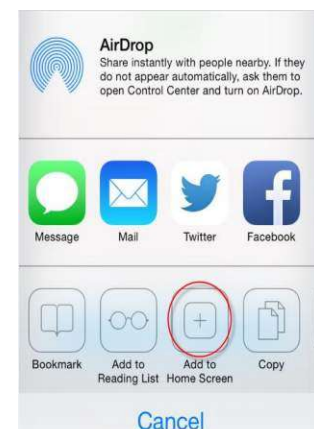 AirDrop
Share instantly with people nearby. If they
do not appear automatically, ask them to
open Control Center and turn on AirDrop.
Message Mail Twitter Facebook
Bookmark Add to Add to Copy
Reading List Home Screen
Cancel